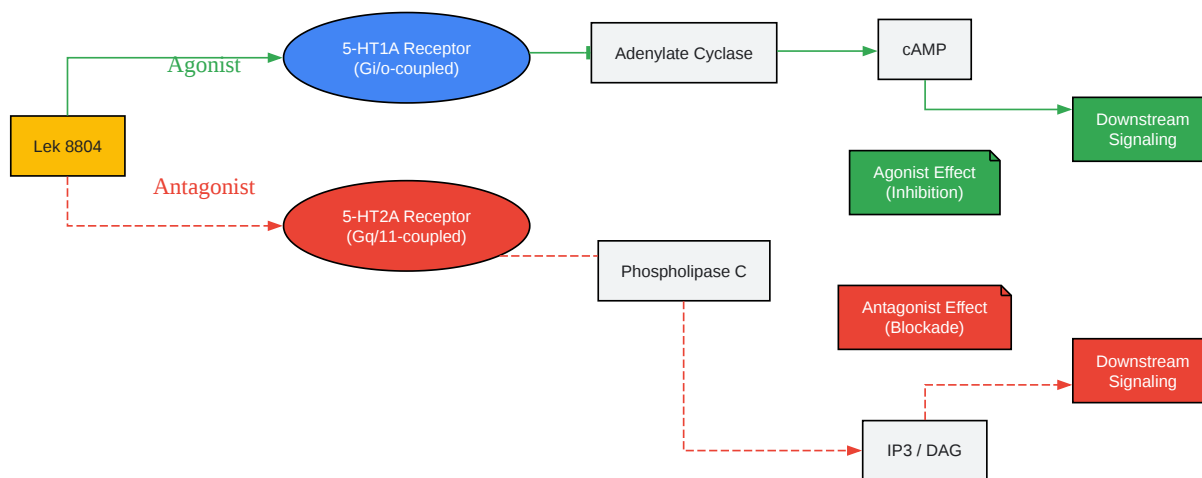 5-HT1A Receptor
(Gi/o-coupled)
Adenylate Cyclase
cAMP
Agonist
Lek 8804
Downstream
Signaling
Agonist Effect
(Inhibition)
Antagonist
5-HT2A Receptor
(Gq/11-coupled)
Phospholipase C
Antagonist Effect
(Blockade)
Downstream
Signaling
IP3 / DAG